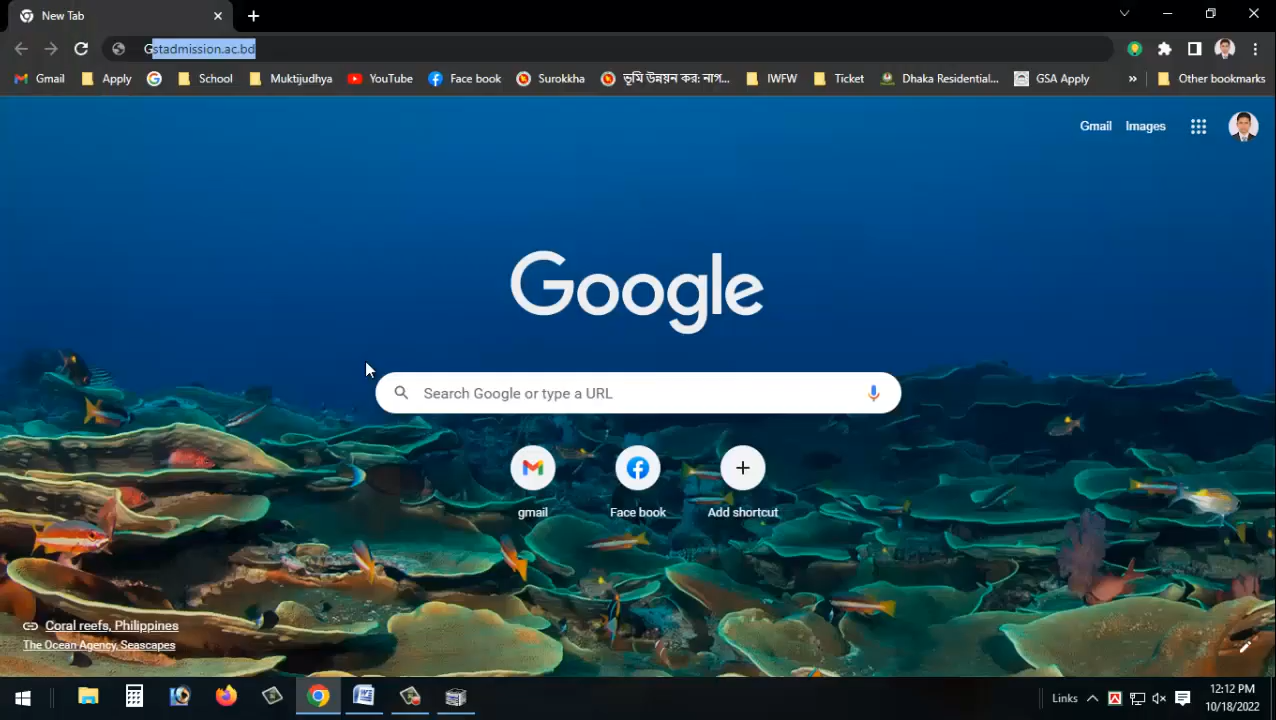 New Tab
Gstadmission.ac.bd
Gmail
Apply
School
Muktijudhya
YouTube
Face book
Surokkha
ভূমি উন্নয়ন কর: নাগ...
IWFW
Ticket
Dhaka Residential...
GSA Apply
»
Other bookmarks
Gmail
Images
Google
Search Google or type a URL
gmail
Face book
Add shortcut
Coral reefs, Philippines
The Ocean Agency, Seascapes
Links
12:12 PM
10/18/2022